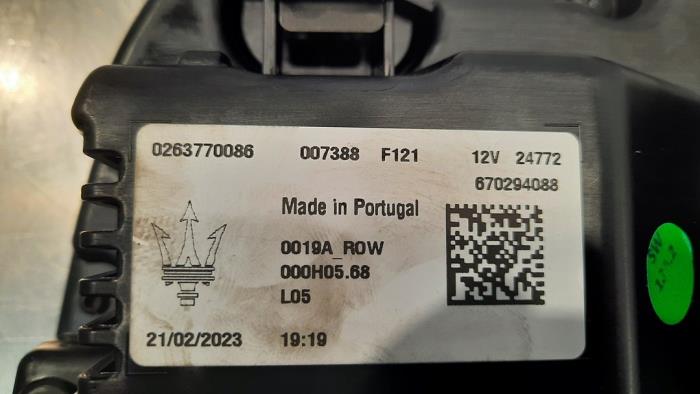 0263770086 007388 F121 12V 24772
670294088
Made in Portugal
0019A_ROW
000H05.68
L05
21/02/2023 19:19